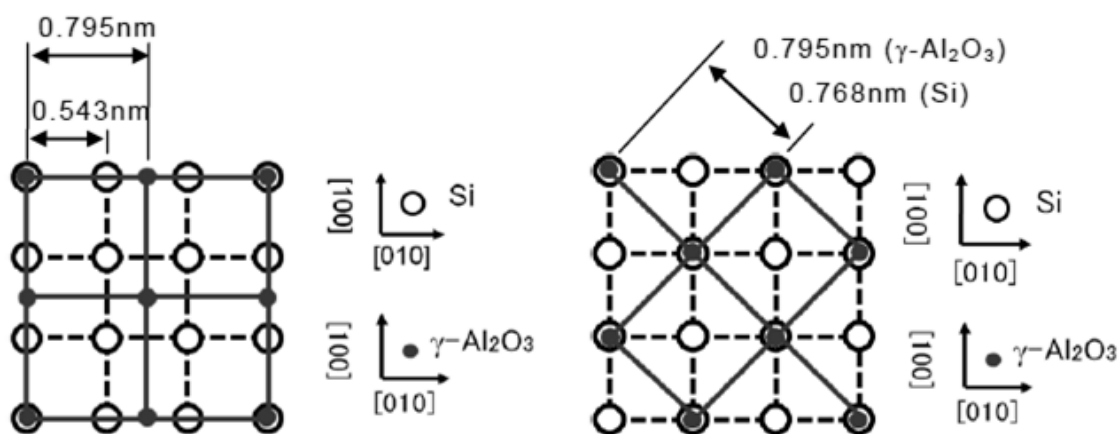 0.795nm
0.543nm
[100]
Si
[010]
[100]
γ-Al₂O₃
[010]
0.795nm (γ-Al₂O₃)
0.768nm (Si)
[100]
Si
[010]
[100]
γ-Al₂O₃
[010]